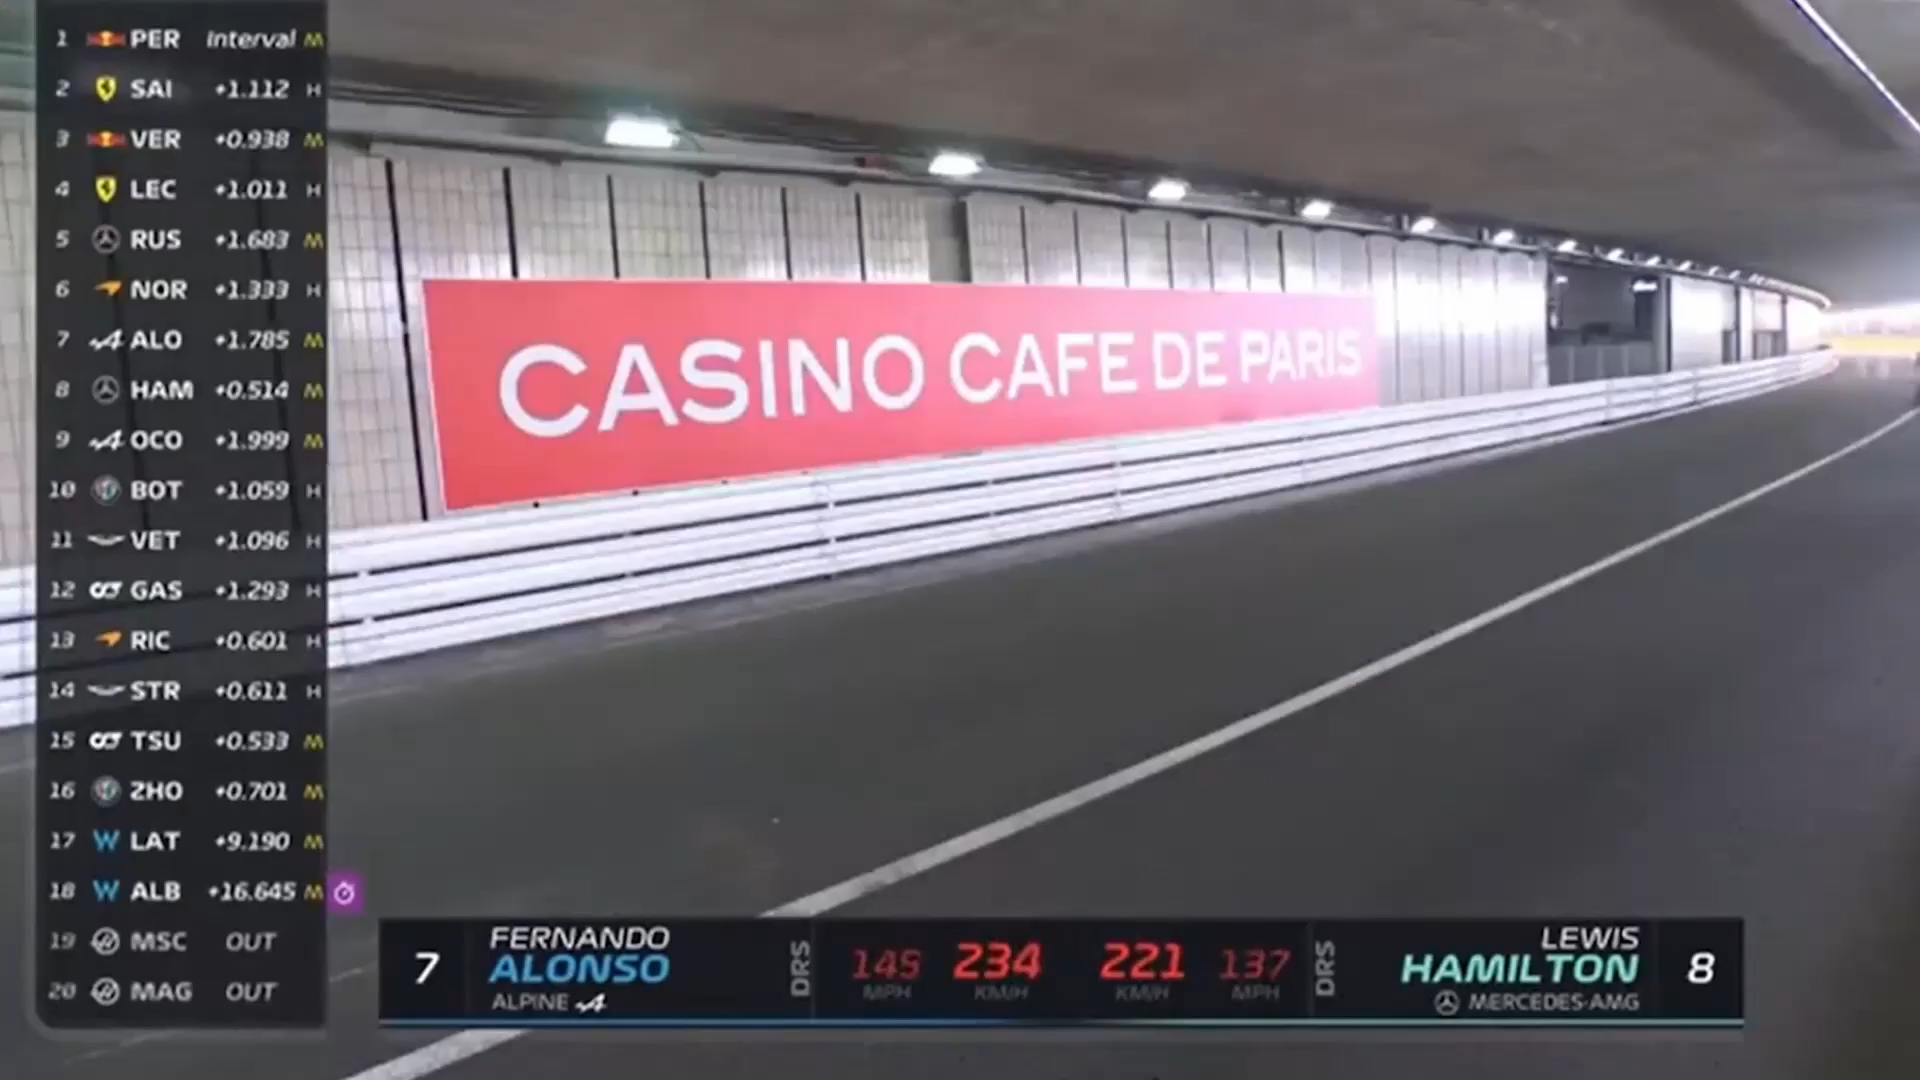 1 PER Interval M
2 SAI +1.112 H
3 VER +0.938 M
4 LEC +1.011 H
5 RUS +1.683 M
6 NOR +1.333 H
7 ALO +1.785 M
8 HAM +0.514 M
9 OCO +1.999 M
10 BOT +1.059 H
11 VET +1.096 H
12 GAS +1.293 H
13 RIC +0.601 H
14 STR +0.611 H
15 TSU +0.533 M
16 ZHO +0.701 M
17 LAT +9.190 M
18 ALB +16.645 M
19 MSC OUT
20 MAG OUT
CASINO CAFE DE PARIS
7
FERNANDO
ALONSO
ALPINE
DRS
145 MPH
234 KM/H
221 KM/H
137 MPH
DRS
LEWIS
HAMILTON
MERCEDES-AMG
8